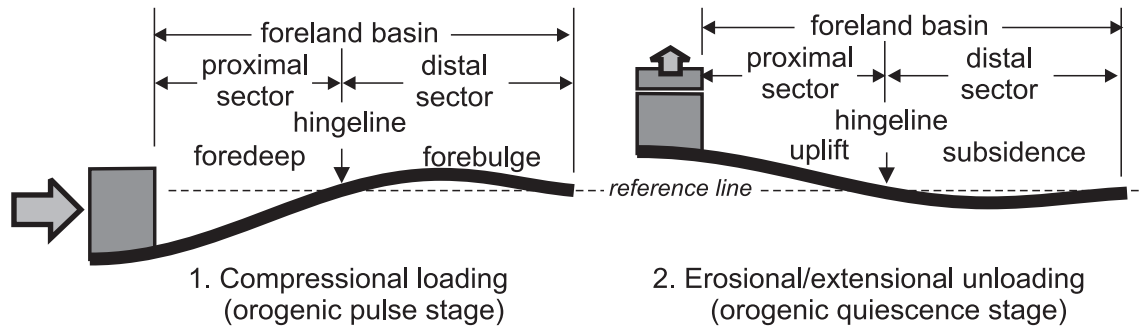 foreland basin
proximal sector
distal sector
hingeline
foredeep
forebulge
reference line
1. Compressional loading
(orogenic pulse stage)
foreland basin
proximal sector
distal sector
hingeline
uplift
subsidence
2. Erosional/extensional unloading
(orogenic quiescence stage)